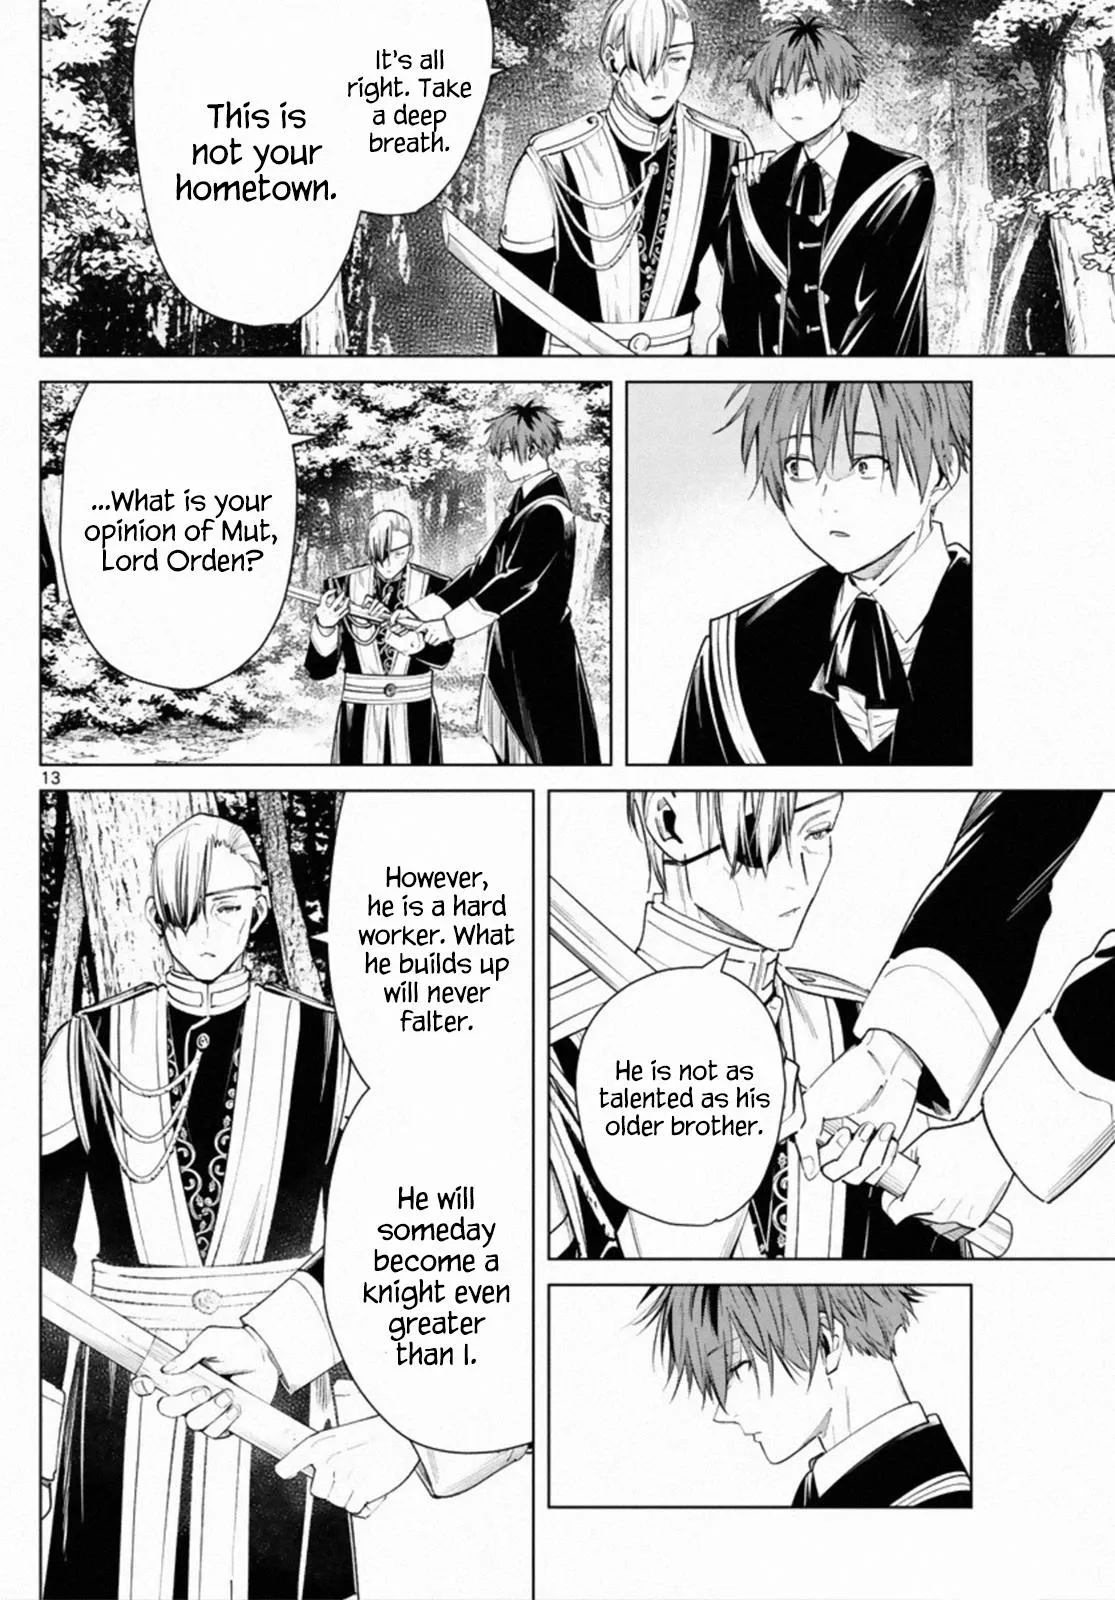 It's all
right. Take
a deep
breath.
This is
not your
hometown.
...What is your
opinion of Mut,
Lord Orden?
13
He is not as
talented as his
older brother.
However,
he is a hard
worker. What
he builds up
will never
falter.
He will
someday
become a
knight even
greater
than I.